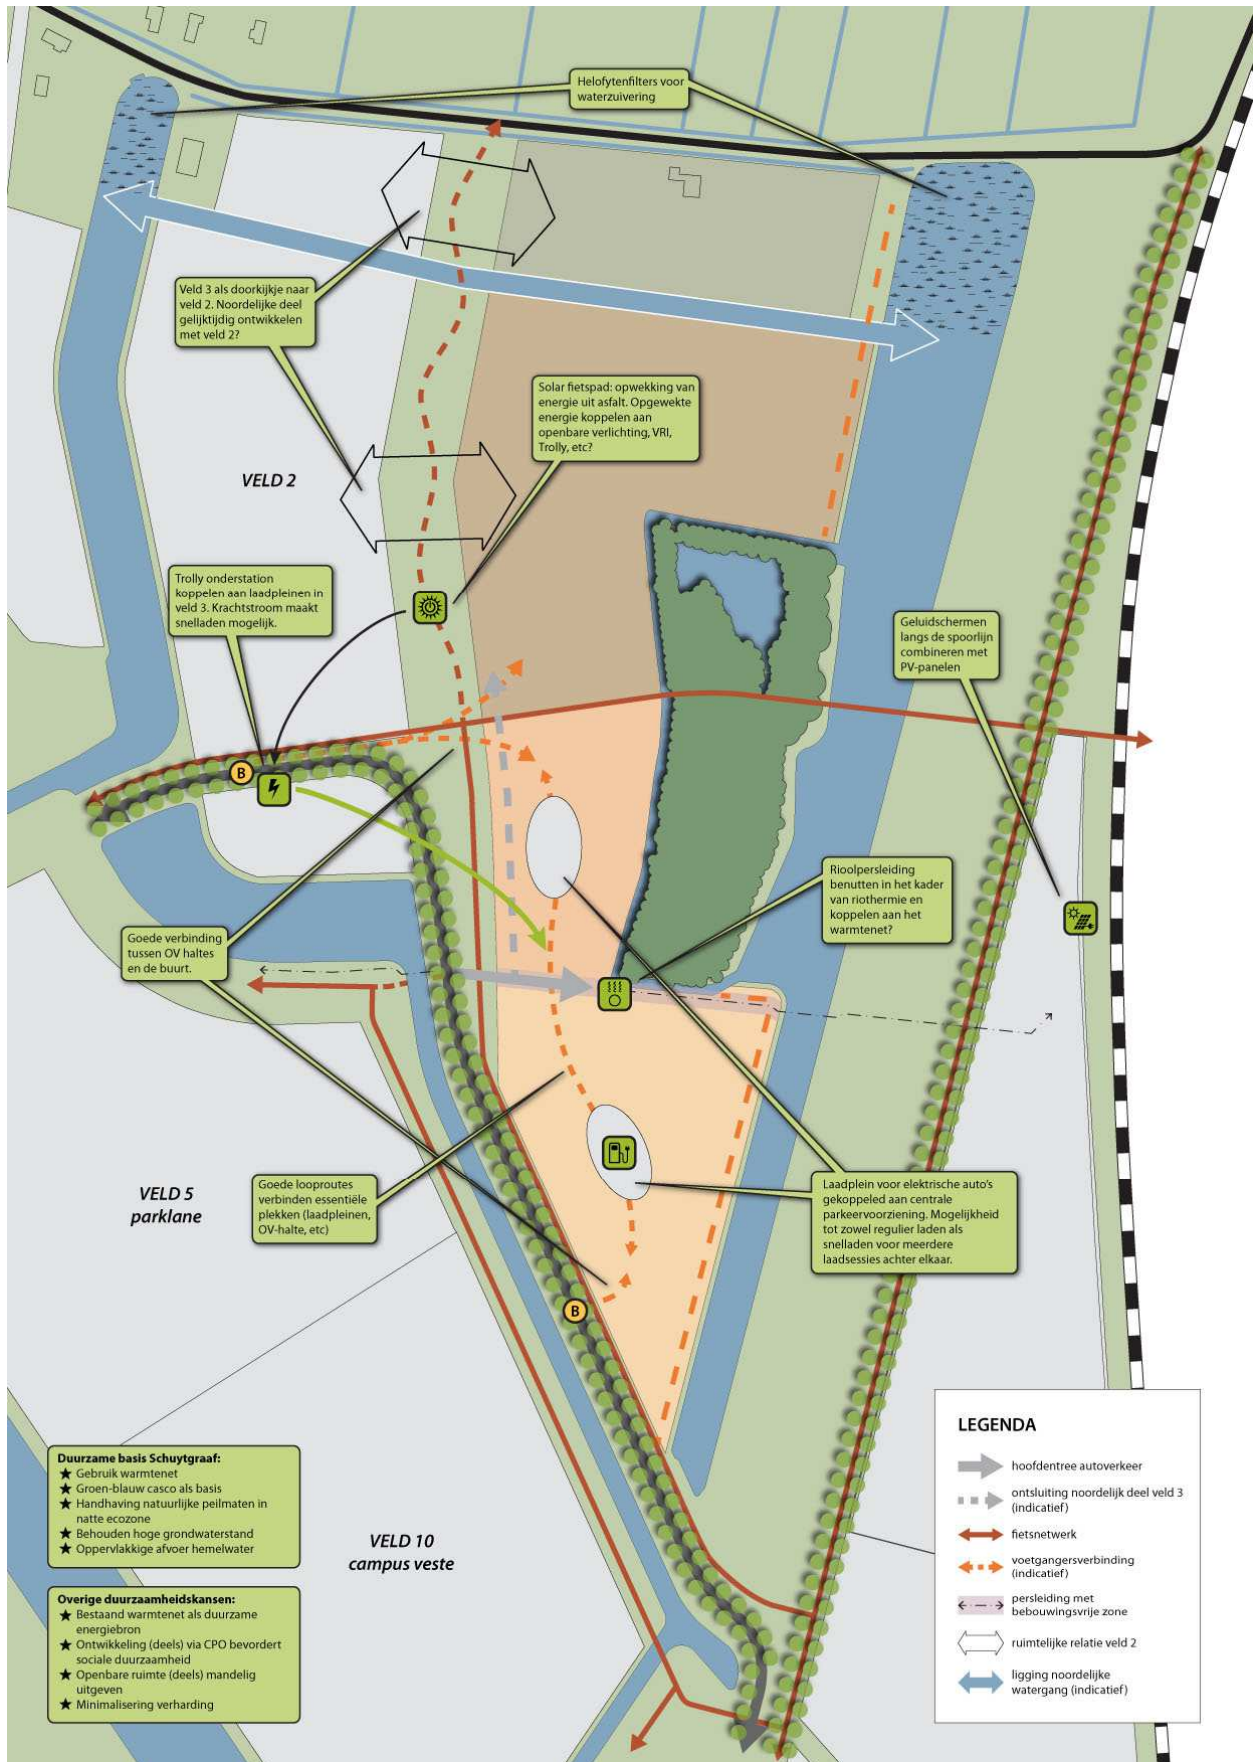 Helofytenfilters voor
waterzuivering
Veld 3 als doorkijkje naar
veld 2. Noordelijke deel
gelijktijdig ontwikkelen
met veld 2?
Solar fietspad: opwekking van
energie uit asfalt. Opgewekte
energie koppelen aan
openbare verlichting, VRI,
Trolly, etc?
VELD 2
Trolly onderstation
koppelen aan laadpleinen in
veld 3. Krachtstroom maakt
snelladen mogelijk.
Geluidschermen
langs de spoorlijn
combineren met
PV-panelen
B
Rioolpersleiding
benutten in het kader
van riothermie en
koppelen aan het
warmtenet?
Goede verbinding
tussen OV haltes
en de buurt.
VELD 5
parklane
Goede looproutes
verbinden essentiële
plekken (laadpleinen,
OV-halte, etc)
Laadplein voor elektrische auto's
gekoppeld aan centrale
parkeervoorziening. Mogelijkheid
tot zowel regulier laden als
snelladen voor meerdere
laadsessies achter elkaar.
B
Duurzame basis Schuytgraaf:
★ Gebruik warmtenet
★ Groen-blauw casco als basis
★ Handhaving natuurlijke peilmaten in
natte ecozone
★ Behouden hoge grondwaterstand
★ Oppervlakkige afvoer hemelwater
VELD 10
campus veste
Overige duurzaamheidskansen:
★ Bestaand warmtenet als duurzame
energiebron
★ Ontwikkeling (deels) via CPO bevordert
sociale duurzaamheid
★ Openbare ruimte (deels) mandelig
uitgeven
★ Minimalisering verharding
LEGENDA
hoofdentree autoverkeer
ontsluiting noordelijk deel veld 3
(indicatief)
fietsnetwerk
voetgangersverbinding
(indicatief)
persleiding met
bebouwingsvrije zone
ruimtelijke relatie veld 2
ligging noordelijke
watergang (indicatief)